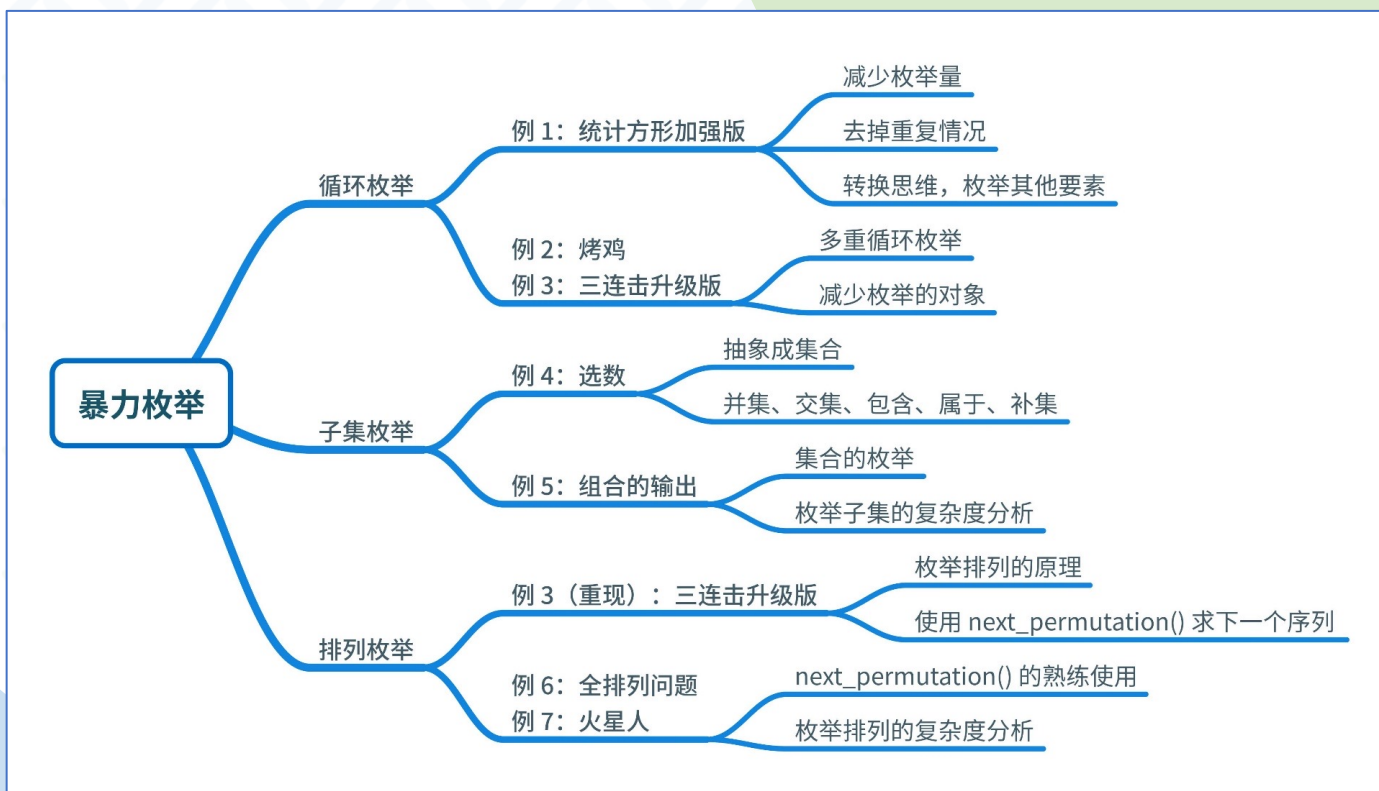 暴力枚举
循环枚举
例 1：统计方形加强版
减少枚举量
去掉重复情况
转换思维，枚举其他要素
例 2：烤鸡
例 3：三连击升级版
多重循环枚举
减少枚举的对象
子集枚举
例 4：选数
抽象成集合
并集、交集、包含、属于、补集
例 5：组合的输出
集合的枚举
枚举子集的复杂度分析
排列枚举
例 3（重现）：三连击升级版
枚举排列的原理
使用 next_permutation() 求下一个序列
例 6：全排列问题
例 7：火星人
next_permutation() 的熟练使用
枚举排列的复杂度分析